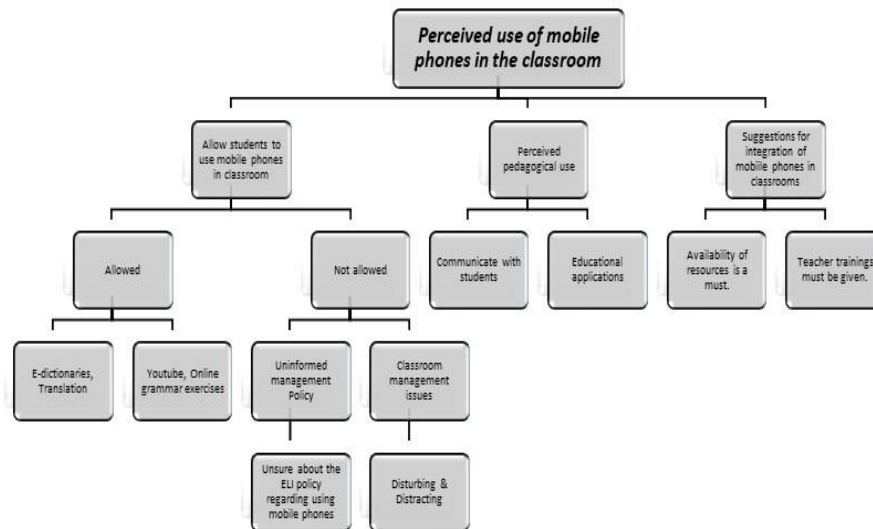 Perceived use of mobile
phones in the classroom
Allow students to
use mobile phones
in classroom
Perceived
pedagogical use
Suggestions for
integration of
mobile phones in
classrooms
Allowed
Not allowed
Communicate with
students
Educational
applications
Availability of
resources is a
must.
Teacher trainings
must be given.
E-dictionaries,
Translation
Youtube, Online
grammar exercises
Uninformed
management
Policy
Classroom
management
issues
Unsure about the
ELI policy
regarding using
mobile phones
Disturbing &
Distracting